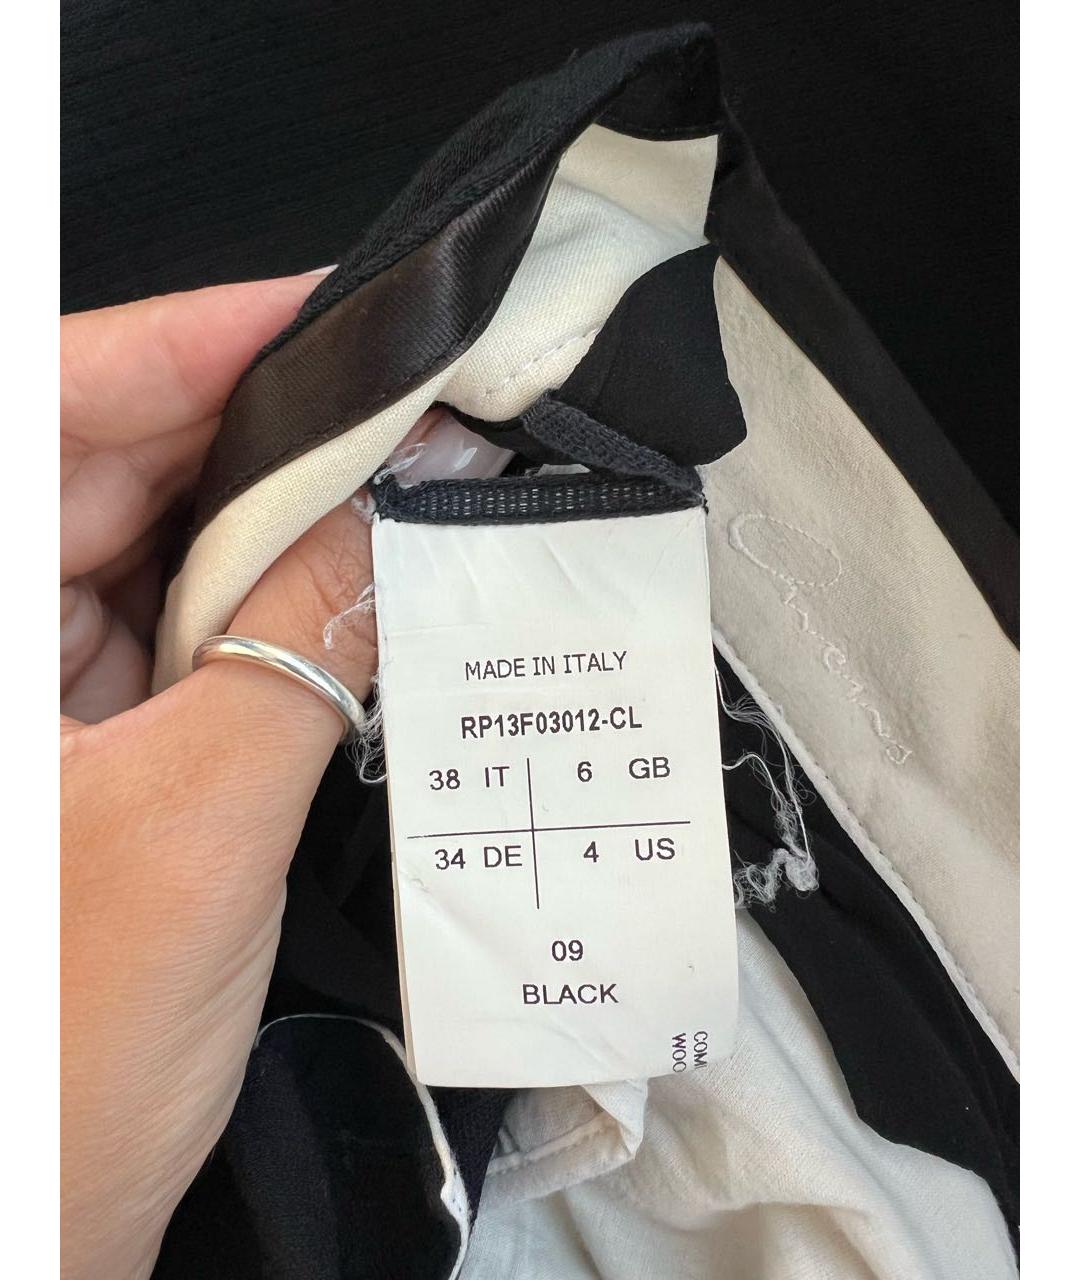 MADE IN ITALY
RP13F03012-CL
38 IT 6 GB
34 DE 4 US
09
BLACK